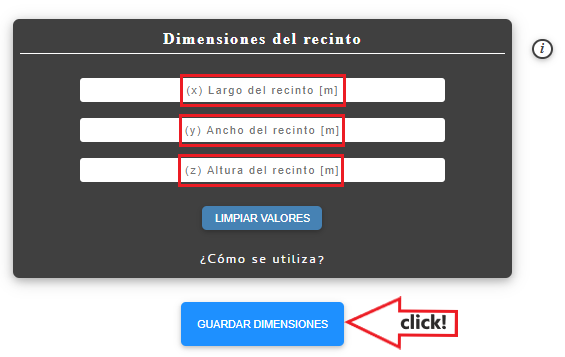 Dimensiones del recinto
i
(x) Largo del recinto [m]
(y) Ancho del recinto [m]
(z) Altura del recinto [m]
LIMPIAR VALORES
¿Cómo se utiliza?
GUARDAR DIMENSIONES
click!